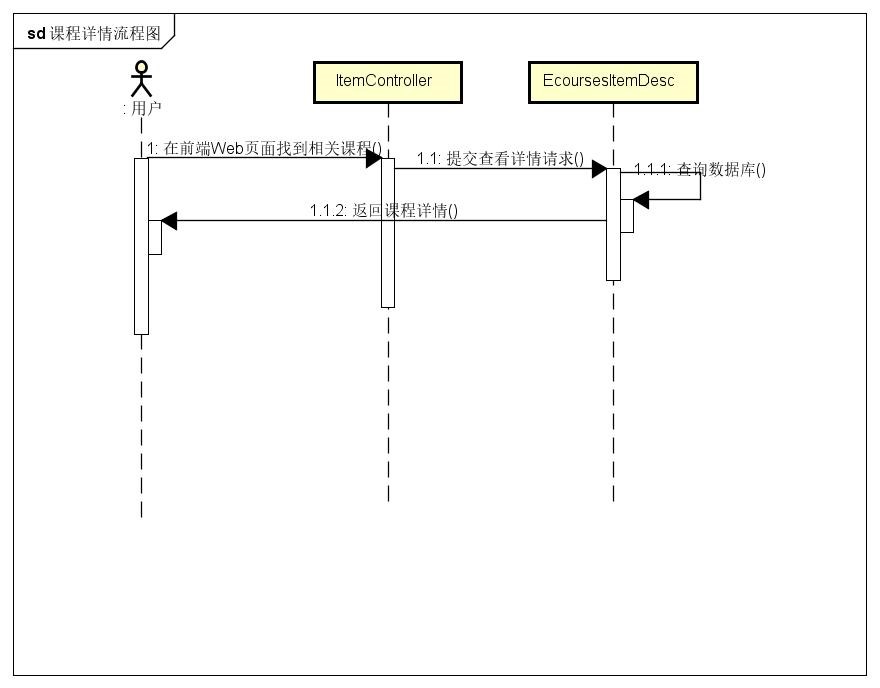 sd 课程详情流程图
: 用户
ItemController
EcoursesItemDesc
1: 在前端Web页面找到相关课程()
1.1: 提交查看详情请求()
1.1.1: 查询数据库()
1.1.2: 返回课程详情()